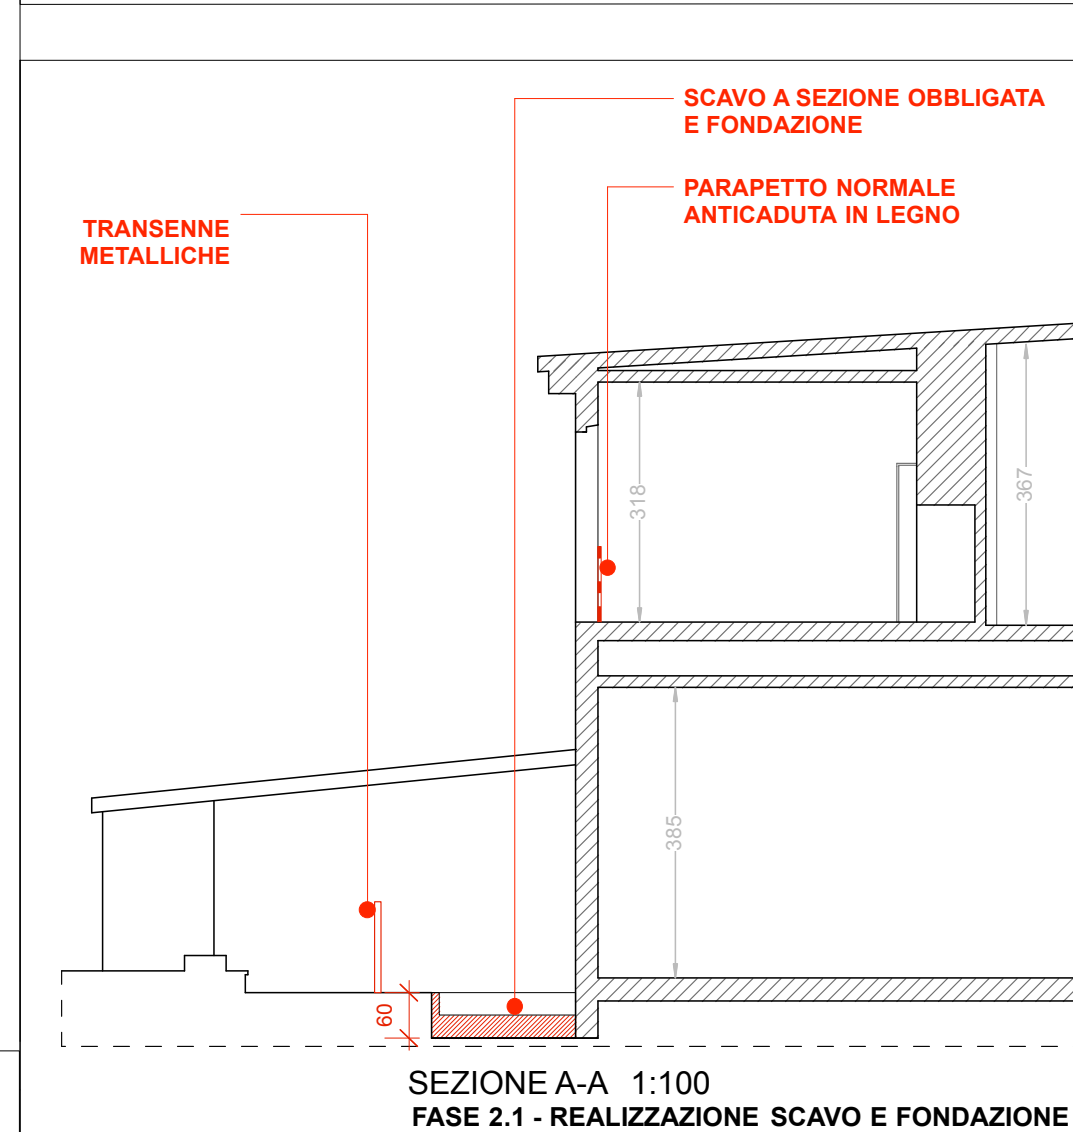 SCAVO A SEZIONE OBBLIGATA
E FONDAZIONE
PARAPETTO NORMALE
ANTICADUTA IN LEGNO
TRANSENNE
METALLICHE
318
367
385
60
SEZIONE A-A 1:100
FASE 2.1 - REALIZZAZIONE SCAVO E FONDAZIONE